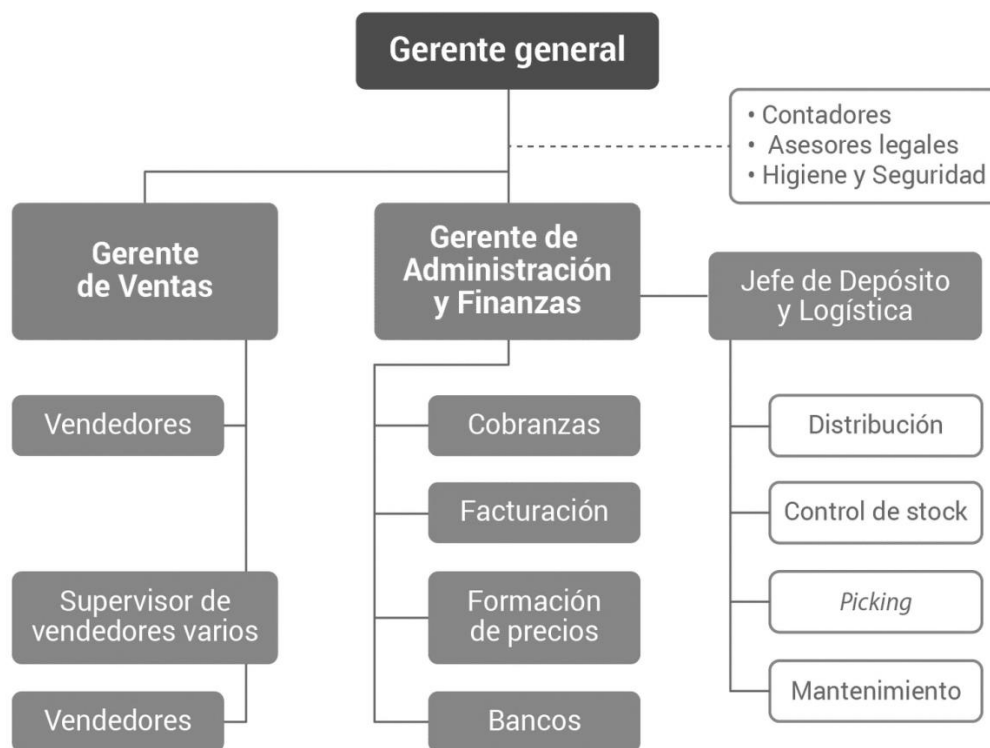 Gerente general
• Contadores
• Asesores legales
• Higiene y Seguridad
Gerente
de Ventas
Gerente de
Administración
y Finanzas
Jefe de Depósito
y Logística
Vendedores
Supervisor de
vendedores varios
Vendedores
Cobranzas
Facturación
Formación
de precios
Bancos
Distribución
Control de stock
Picking
Mantenimiento